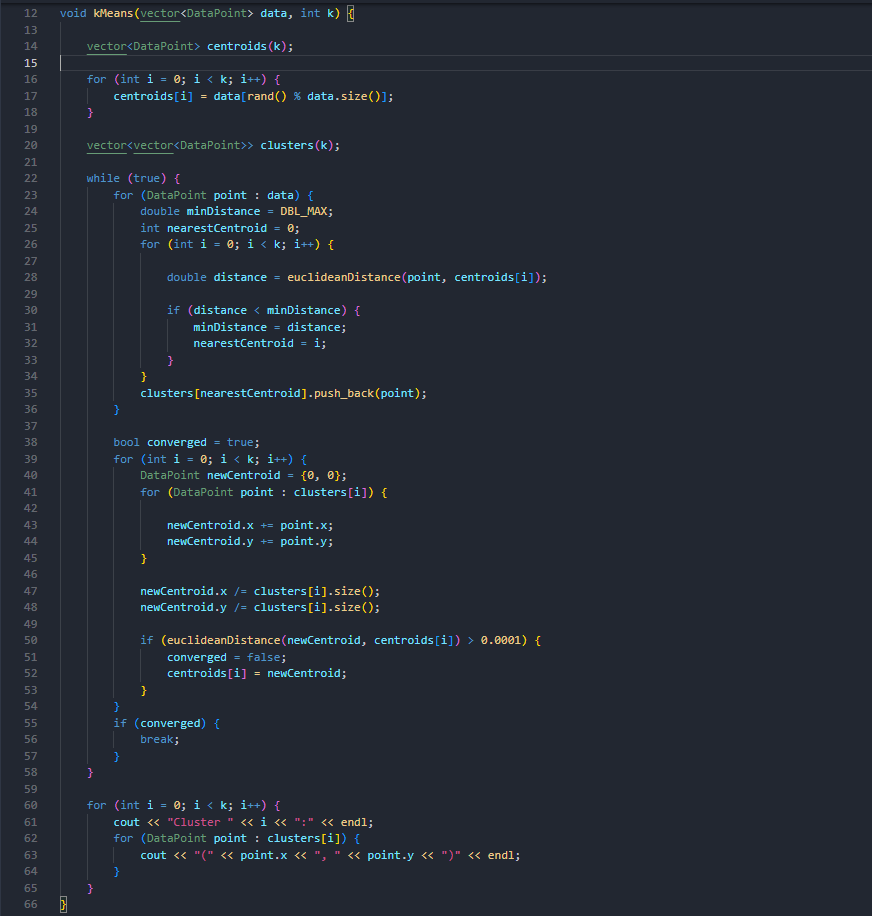 12 void kMeans(vector<DataPoint> data, int k) {
13
14     vector<DataPoint> centroids(k);
15
16     for (int i = 0; i < k; i++) {
17         centroids[i] = data[rand() % data.size()];
18     }
19
20     vector<vector<DataPoint>> clusters(k);
21
22     while (true) {
23         for (DataPoint point : data) {
24             double minDistance = DBL_MAX;
25             int nearestCentroid = 0;
26             for (int i = 0; i < k; i++) {
27
28                 double distance = euclideanDistance(point, centroids[i]);
29
30                 if (distance < minDistance) {
31                     minDistance = distance;
32                     nearestCentroid = i;
33                 }
34             }
35             clusters[nearestCentroid].push_back(point);
36         }
37
38         bool converged = true;
39         for (int i = 0; i < k; i++) {
40             DataPoint newCentroid = {0, 0};
41             for (DataPoint point : clusters[i]) {
42
43                 newCentroid.x += point.x;
44                 newCentroid.y += point.y;
45             }
46
47             newCentroid.x /= clusters[i].size();
48             newCentroid.y /= clusters[i].size();
49
50             if (euclideanDistance(newCentroid, centroids[i]) > 0.0001) {
51                 converged = false;
52                 centroids[i] = newCentroid;
53             }
54         }
55         if (converged) {
56             break;
57         }
58     }
59
60     for (int i = 0; i < k; i++) {
61         cout << "Cluster " << i << ":" << endl;
62         for (DataPoint point : clusters[i]) {
63             cout << "(" << point.x << ", " << point.y << ")" << endl;
64         }
65     }
66 }